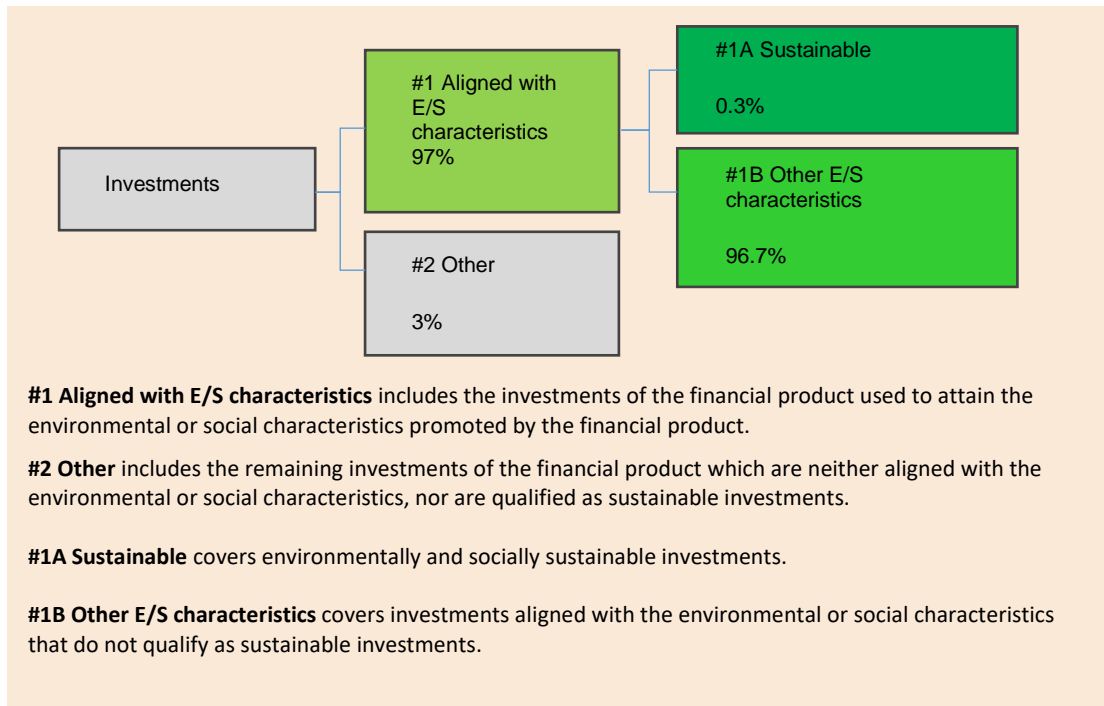 Investments
#1 Aligned with
E/S
characteristics
97%
#2 Other
3%
#1A Sustainable
0.3%
#1B Other E/S
characteristics
96.7%
#1 Aligned with E/S characteristics includes the investments of the financial product used to attain the
environmental or social characteristics promoted by the financial product.
#2 Other includes the remaining investments of the financial product which are neither aligned with the
environmental or social characteristics, nor are qualified as sustainable investments.
#1A Sustainable covers environmentally and socially sustainable investments.
#1B Other E/S characteristics covers investments aligned with the environmental or social characteristics
that do not qualify as sustainable investments.